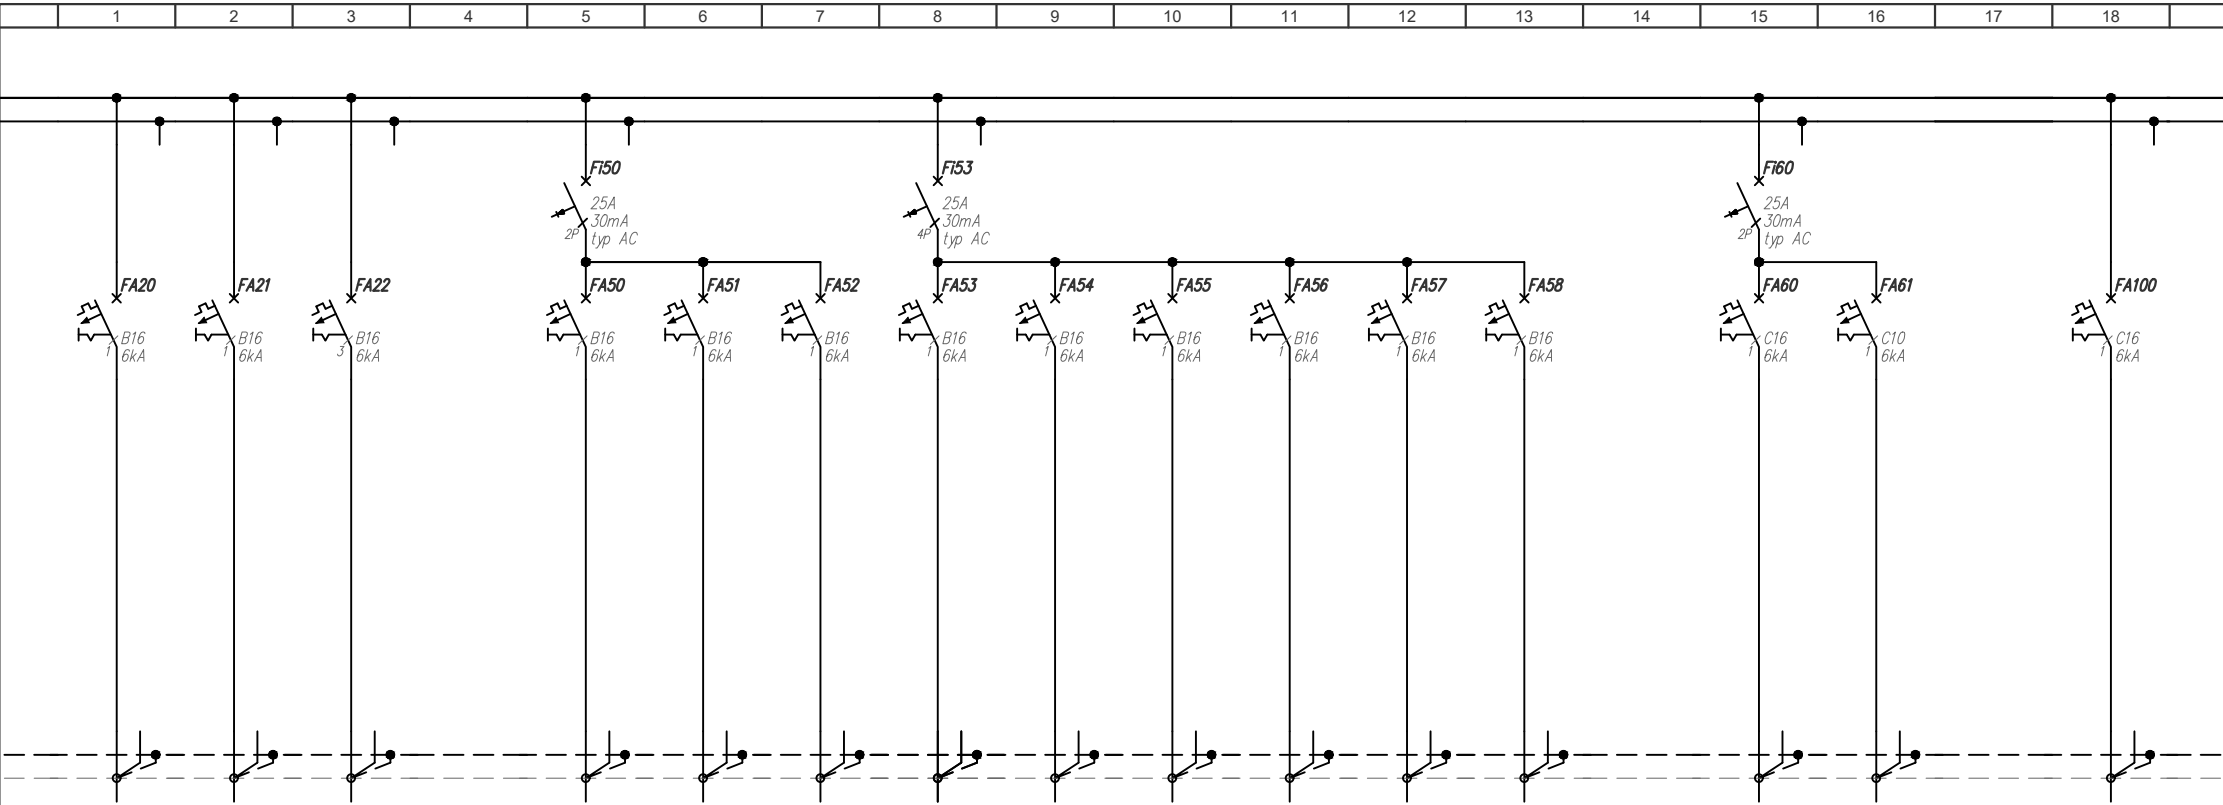 1 2 3 4 5 6 7 8 9 10 11 12 13 14 15 16 17 18
Fi50 Fi53 Fi60
25A 25A 25A
30mA 30mA 30mA
2P typ AC 4P typ AC 2P typ AC
FA20 FA21 FA22 FA50 FA51 FA52 FA53 FA54 FA55 FA56 FA57 FA58 FA60 FA61 FA100
B16 B16 B16 B16 B16 B16 B16 B16 B16 B16 B16 B16 C16 C10 C16
1 6kA 1 6kA 3 6kA 1 6kA 1 6kA 1 6kA 1 6kA 1 6kA 1 6kA 1 6kA 1 6kA 1 6kA 1 6kA 1 6kA 1 6kA